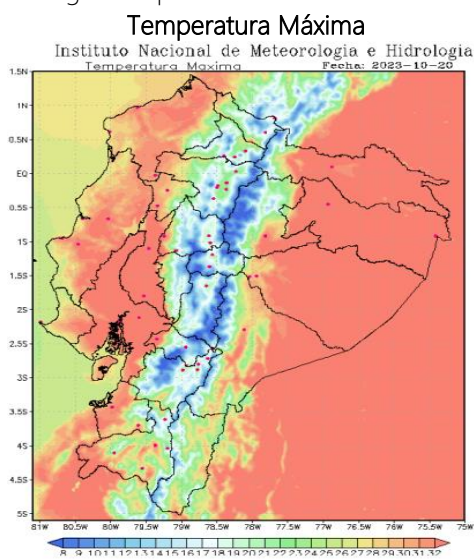 Temperatura Máxima
Instituto Nacional de Meteorologia e Hidrologia
Temperatura Maxima Fecha: 2023-10-20
1.5N
1N
0.5N
EQ
0.5S
1S
1.5S
2S
2.5S
3S
3.5S
4S
4.5S
5S
81W 80.5W 80W 79.5W 79W 78.5W 78W 77.5W 77W 76.5W 76W 75.5W 75W
8 9 10 11 12 13 14 15 16 17 18 19 20 21 22 23 24 25 26 27 28 29 30 31 32